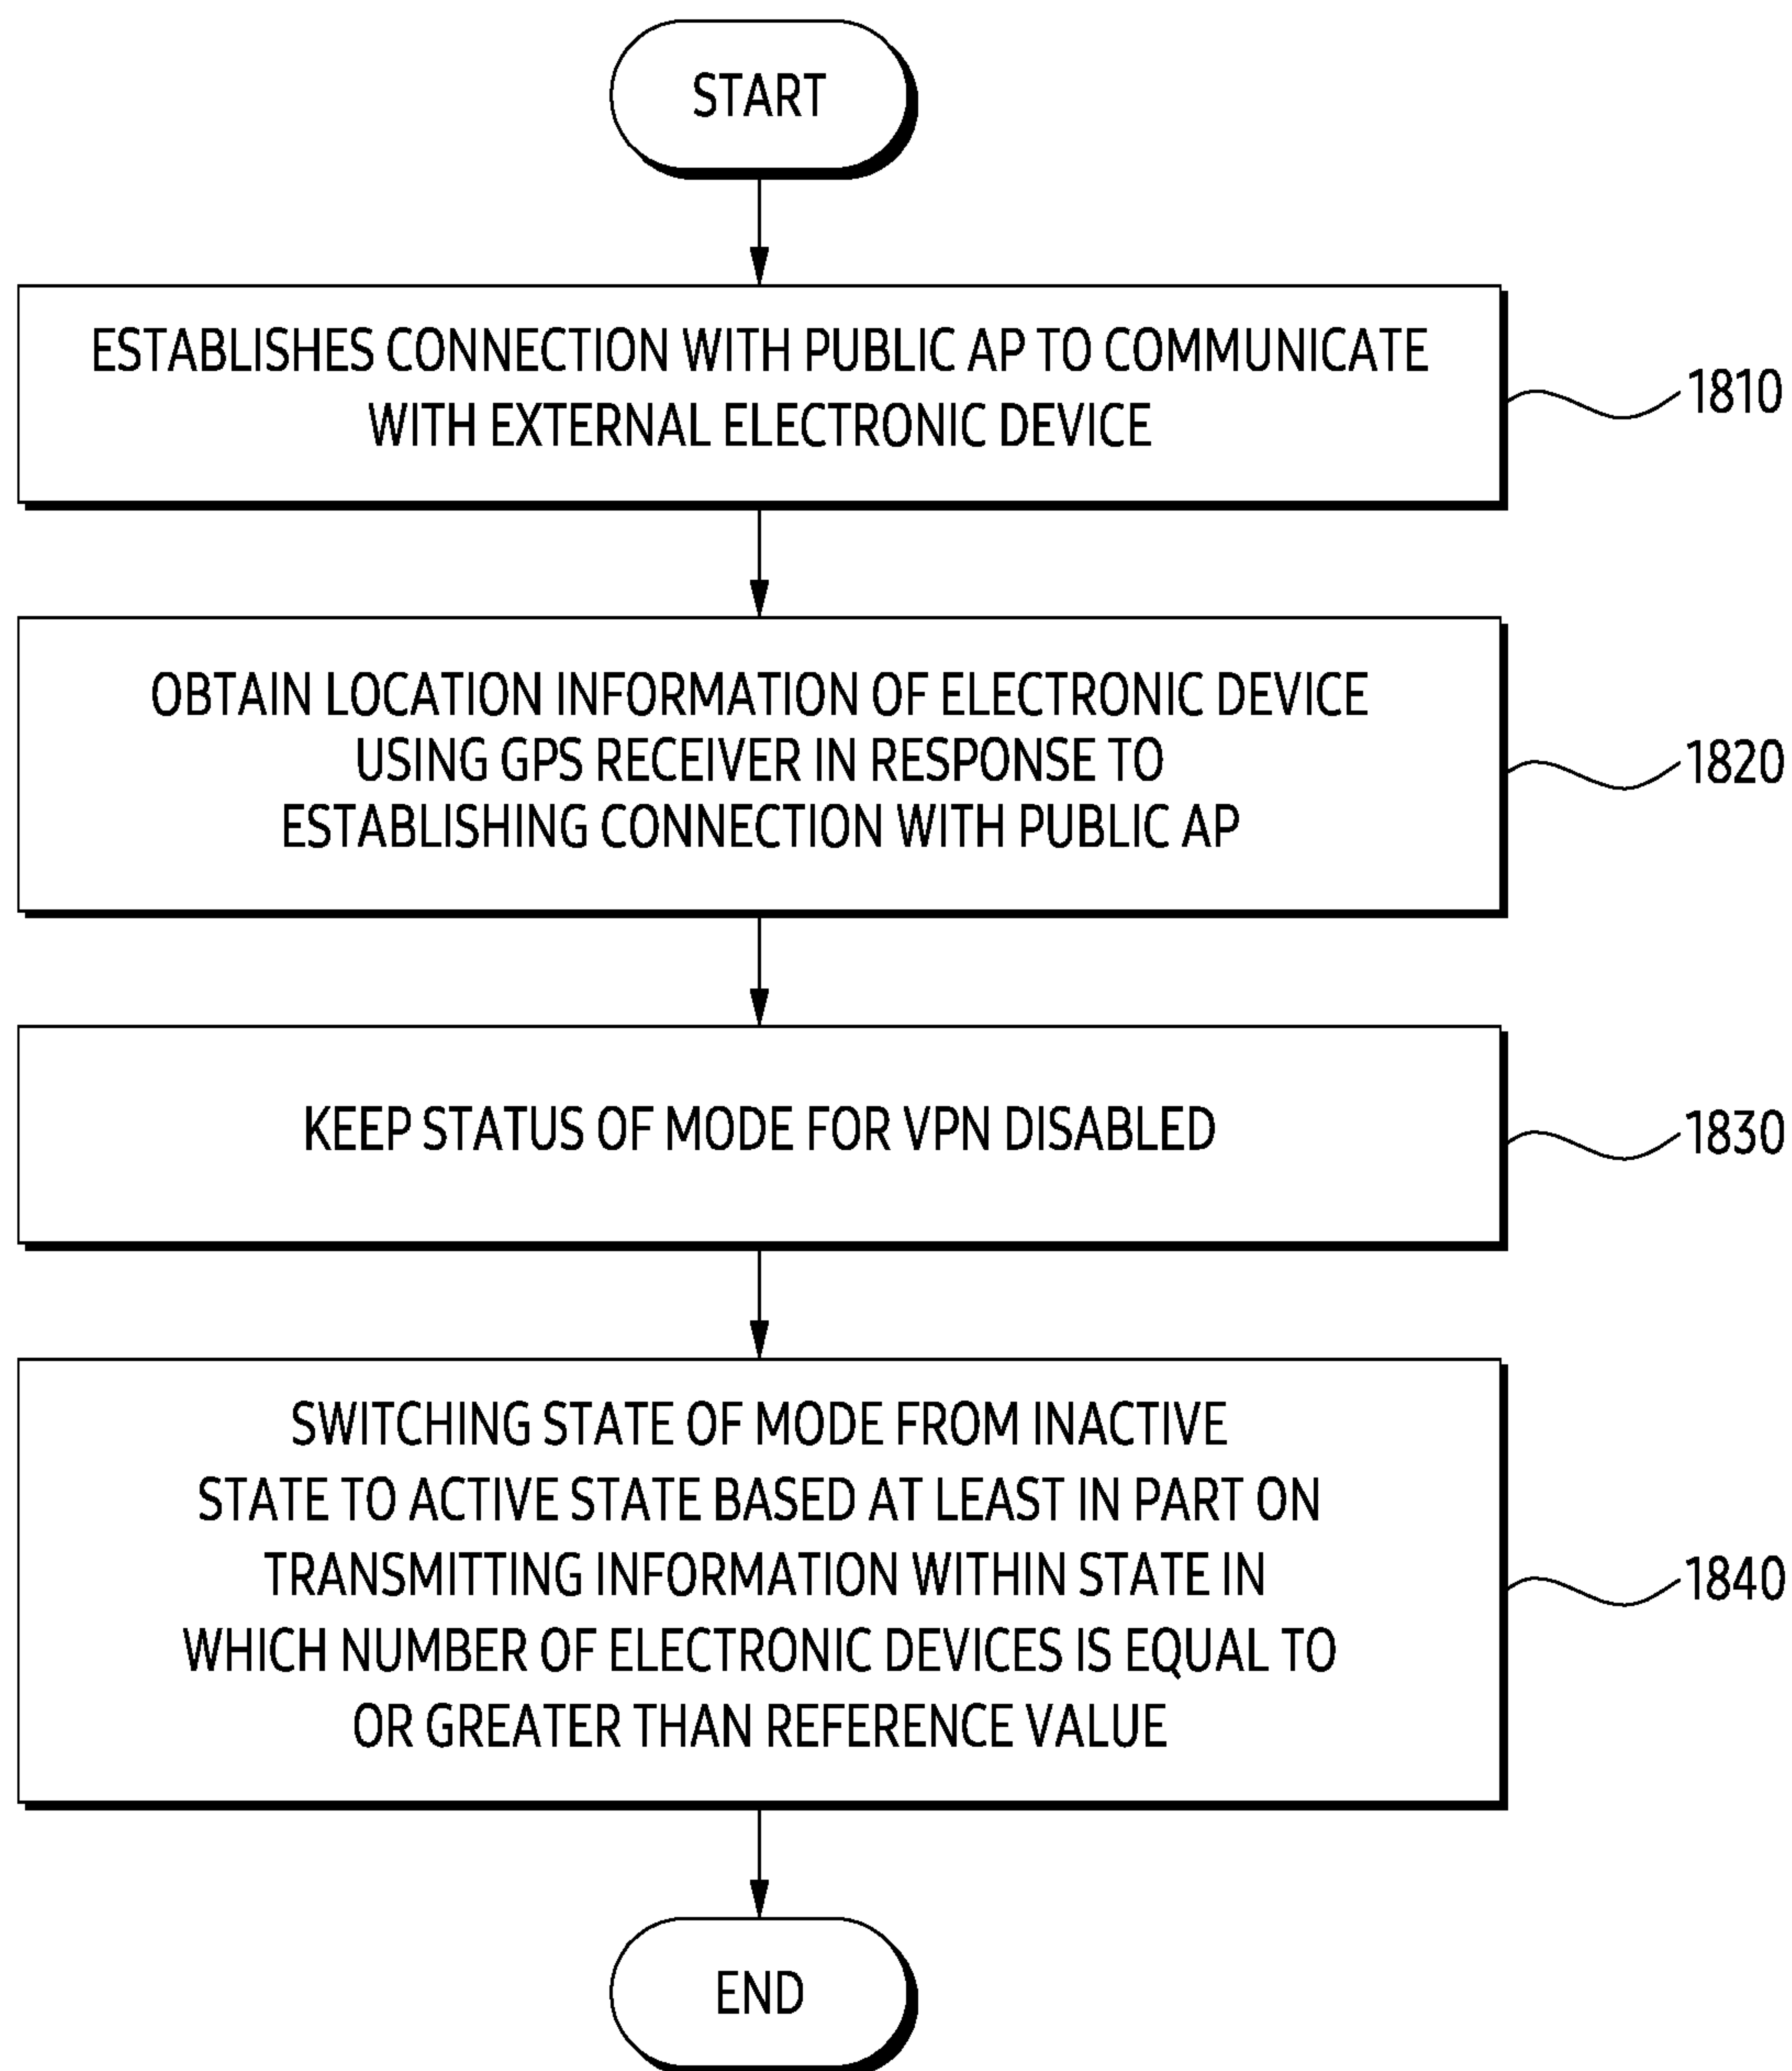 START
ESTABLISHES CONNECTION WITH PUBLIC AP TO COMMUNICATE
WITH EXTERNAL ELECTRONIC DEVICE
1810
OBTAIN LOCATION INFORMATION OF ELECTRONIC DEVICE
USING GPS RECEIVER IN RESPONSE TO
ESTABLISHING CONNECTION WITH PUBLIC AP
1820
KEEP STATUS OF MODE FOR VPN DISABLED
1830
SWITCHING STATE OF MODE FROM INACTIVE
STATE TO ACTIVE STATE BASED AT LEAST IN PART ON
TRANSMITTING INFORMATION WITHIN STATE IN
WHICH NUMBER OF ELECTRONIC DEVICES IS EQUAL TO
OR GREATER THAN REFERENCE VALUE
1840
END